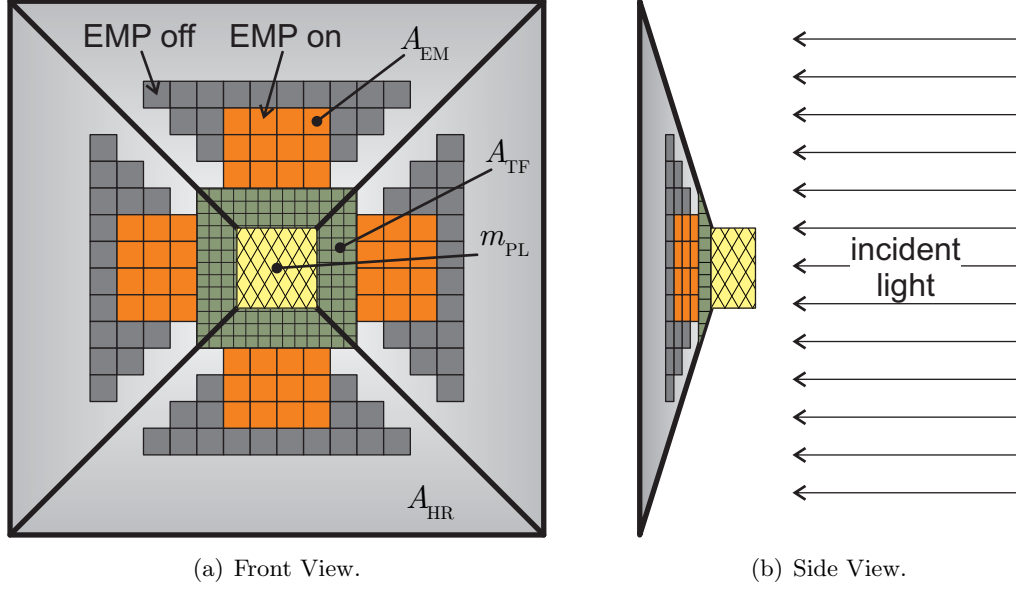 EMP off EMP on A_EM
A_TF
m_PL
incident
light
A_HR
(a) Front View. (b) Side View.